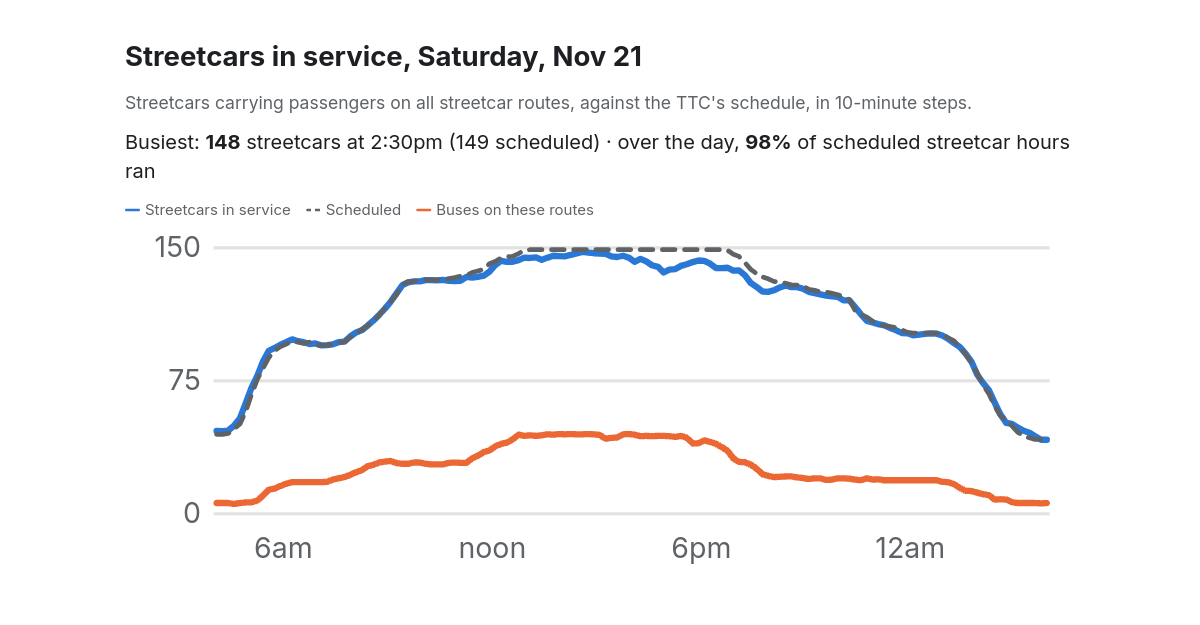 Streetcars in service, Saturday, Nov 21
Streetcars carrying passengers on all streetcar routes, against the TTC's schedule, in 10-minute steps.
Busiest: 148 streetcars at 2:30pm (149 scheduled) · over the day, 98% of scheduled streetcar hours
ran
Streetcars in service Scheduled Buses on these routes
150
75
0
6am noon 6pm 12am